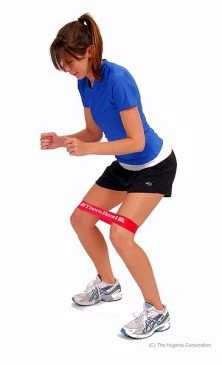 TheraBand
(C) The Hygenic Corporation